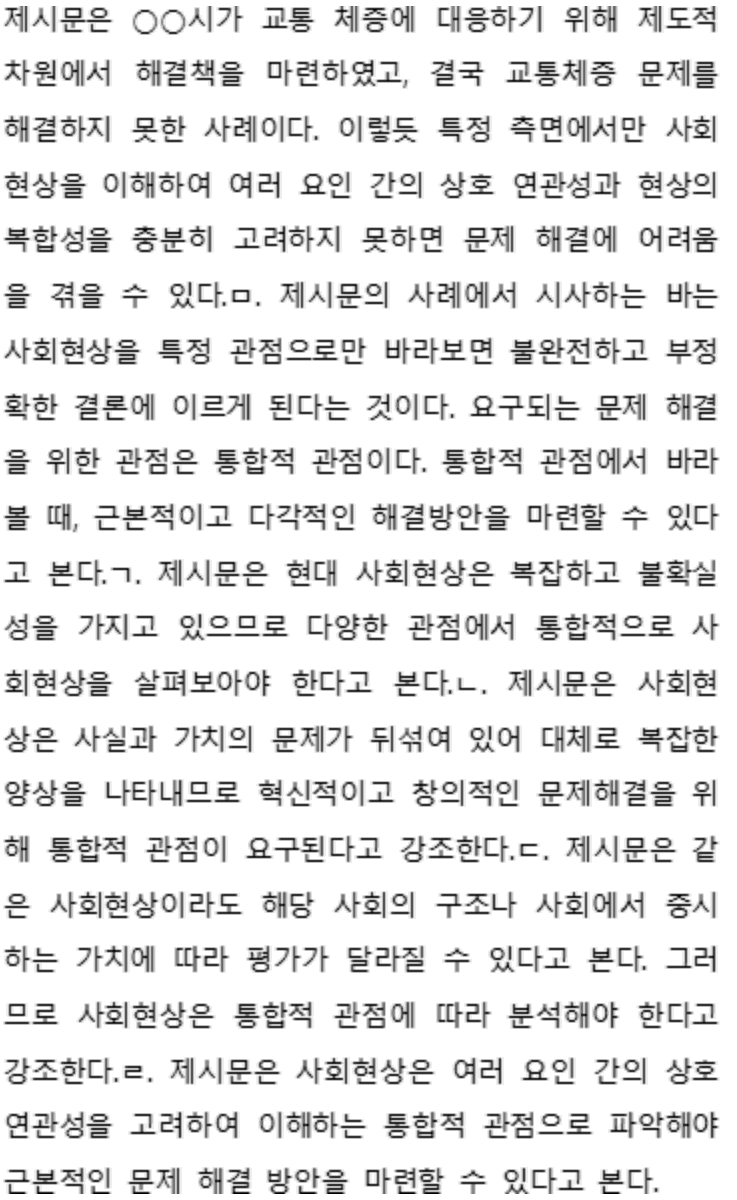 제시문은 ○○시가 교통 체증에 대응하기 위해 제도적
차원에서 해결책을 마련하였고, 결국 교통체증 문제를
해결하지 못한 사례이다. 이렇듯 특정 측면에서만 사회
현상을 이해하여 여러 요인 간의 상호 연관성과 현상의
복합성을 충분히 고려하지 못하면 문제 해결에 어려움
을 겪을 수 있다.ㅁ. 제시문의 사례에서 시사하는 바는
사회현상을 특정 관점으로만 바라보면 불완전하고 부정
확한 결론에 이르게 된다는 것이다. 요구되는 문제 해결
을 위한 관점은 통합적 관점이다. 통합적 관점에서 바라
볼 때, 근본적이고 다각적인 해결방안을 마련할 수 있다
고 본다.ㄱ. 제시문은 현대 사회현상은 복잡하고 불확실
성을 가지고 있으므로 다양한 관점에서 통합적으로 사
회현상을 살펴보아야 한다고 본다.ㄴ. 제시문은 사회현
상은 사실과 가치의 문제가 뒤섞여 있어 대체로 복잡한
양상을 나타내므로 혁신적이고 창의적인 문제해결을 위
해 통합적 관점이 요구된다고 강조한다.ㄷ. 제시문은 같
은 사회현상이라도 해당 사회의 구조나 사회에서 중시
하는 가치에 따라 평가가 달라질 수 있다고 본다. 그러
므로 사회현상은 통합적 관점에 따라 분석해야 한다고
강조한다.ㄹ. 제시문은 사회현상은 여러 요인 간의 상호
연관성을 고려하여 이해하는 통합적 관점으로 파악해야
근본적인 문제 해결 방안을 마련할 수 있다고 본다.